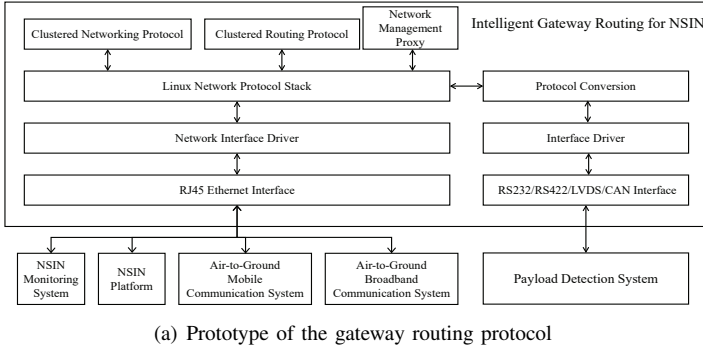 Network
Management
Proxy
Intelligent Gateway Routing for NSIN
Clustered Networking Protocol
Clustered Routing Protocol
Linux Network Protocol Stack
Protocol Conversion
Network Interface Driver
Interface Driver
RJ45 Ethernet Interface
RS232/RS422/LVDS/CAN Interface
NSIN
Monitoring
System
NSIN
Platform
Air-to-Ground
Mobile
Communication System
Air-to-Ground
Broadband
Communication System
Payload Detection System
(a) Prototype of the gateway routing protocol